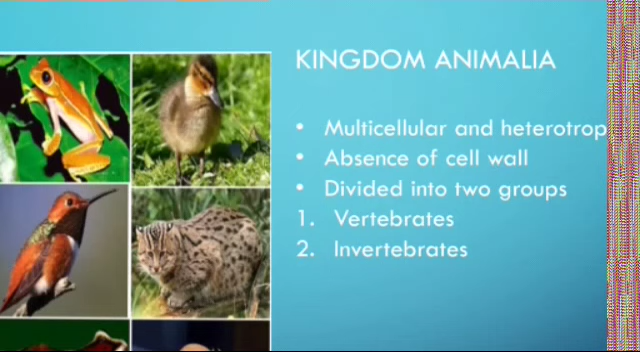 KINGDOM ANIMALIA
• Multicellular and heterotrop
• Absence of cell wall
• Divided into two groups
1. Vertebrates
2. Invertebrates